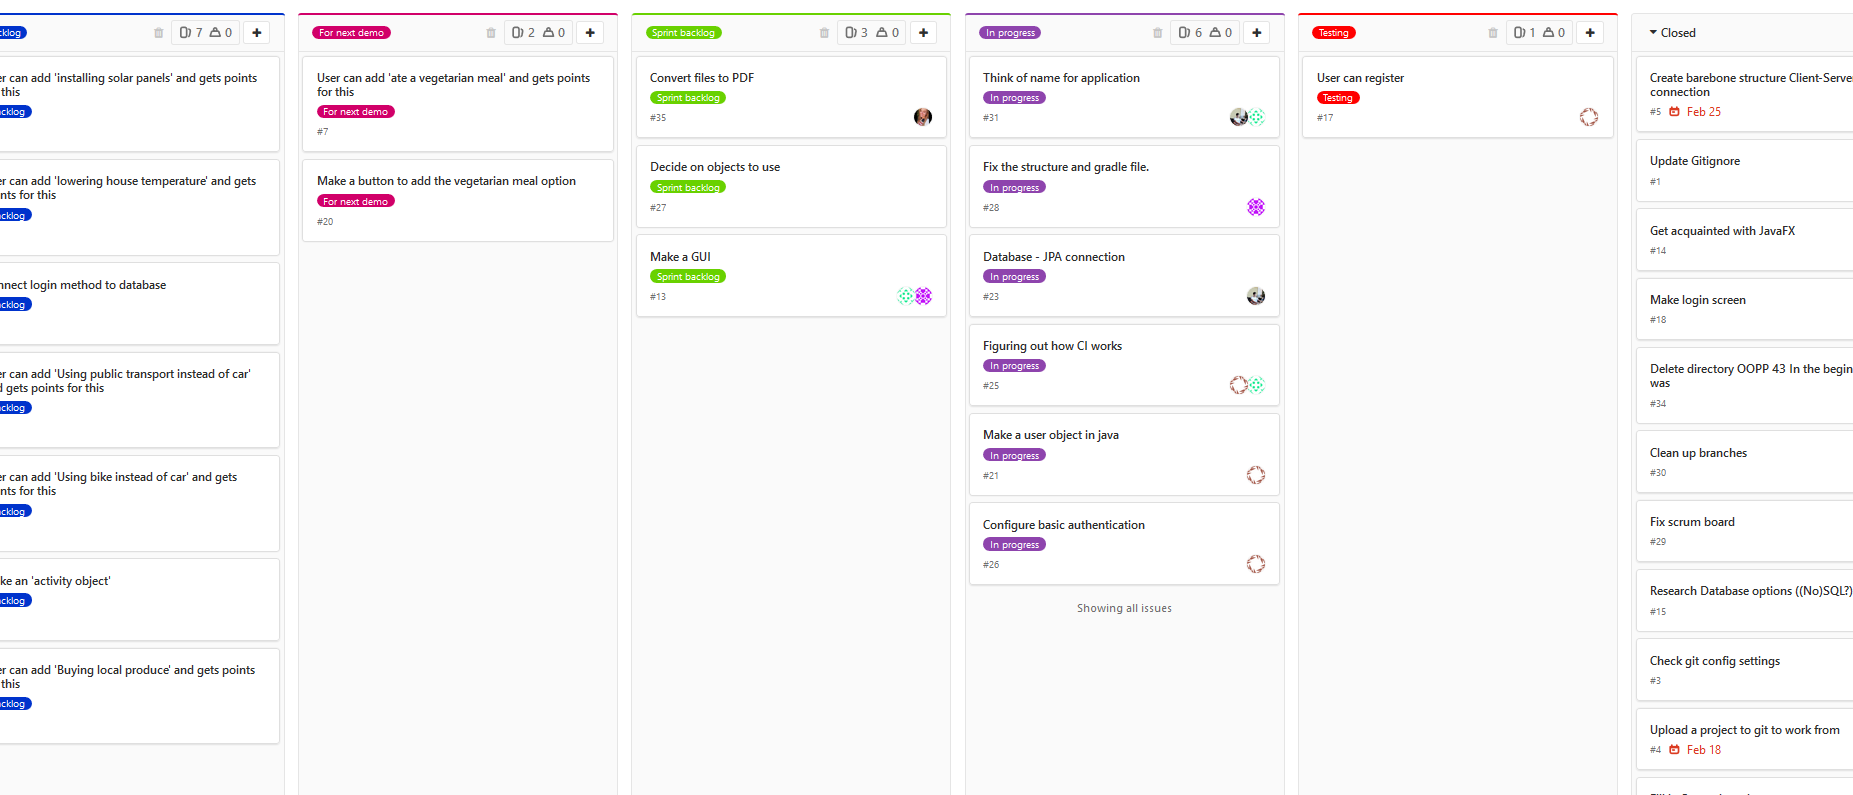 cklog 7 0
er can add 'installing solar panels' and gets points
this
cklog
er can add 'lowering house temperature' and gets
nts for this
cklog
nnect login method to database
cklog
er can add 'Using public transport instead of car'
d gets points for this
cklog
er can add 'Using bike instead of car' and gets
nts for this
cklog
ke an 'activity object'
cklog
er can add 'Buying local produce' and gets points
this
cklog
For next demo 2 0
User can add 'ate a vegetarian meal' and gets points
for this
For next demo
#7
Make a button to add the vegetarian meal option
For next demo
#20
Sprint backlog 3 0
Convert files to PDF
Sprint backlog
#35
Decide on objects to use
Sprint backlog
#27
Make a GUI
Sprint backlog
#13
In progress 6 0
Think of name for application
In progress
#31
Fix the structure and gradle file.
In progress
#28
Database - JPA connection
In progress
#23
Figuring out how CI works
In progress
#25
Make a user object in java
In progress
#21
Configure basic authentication
In progress
#26
Showing all issues
Testing 1 0
User can register
Testing
#17
Closed
Create barebone structure Client-Serve
connection
#5 Feb 25
Update Gitignore
#1
Get acquainted with JavaFX
#14
Make login screen
#18
Delete directory OOPP 43 In the begin
was
#34
Clean up branches
#30
Fix scrum board
#29
Research Database options ((No)SQL?)
#15
Check git config settings
#3
Upload a project to git to work from
#4 Feb 18